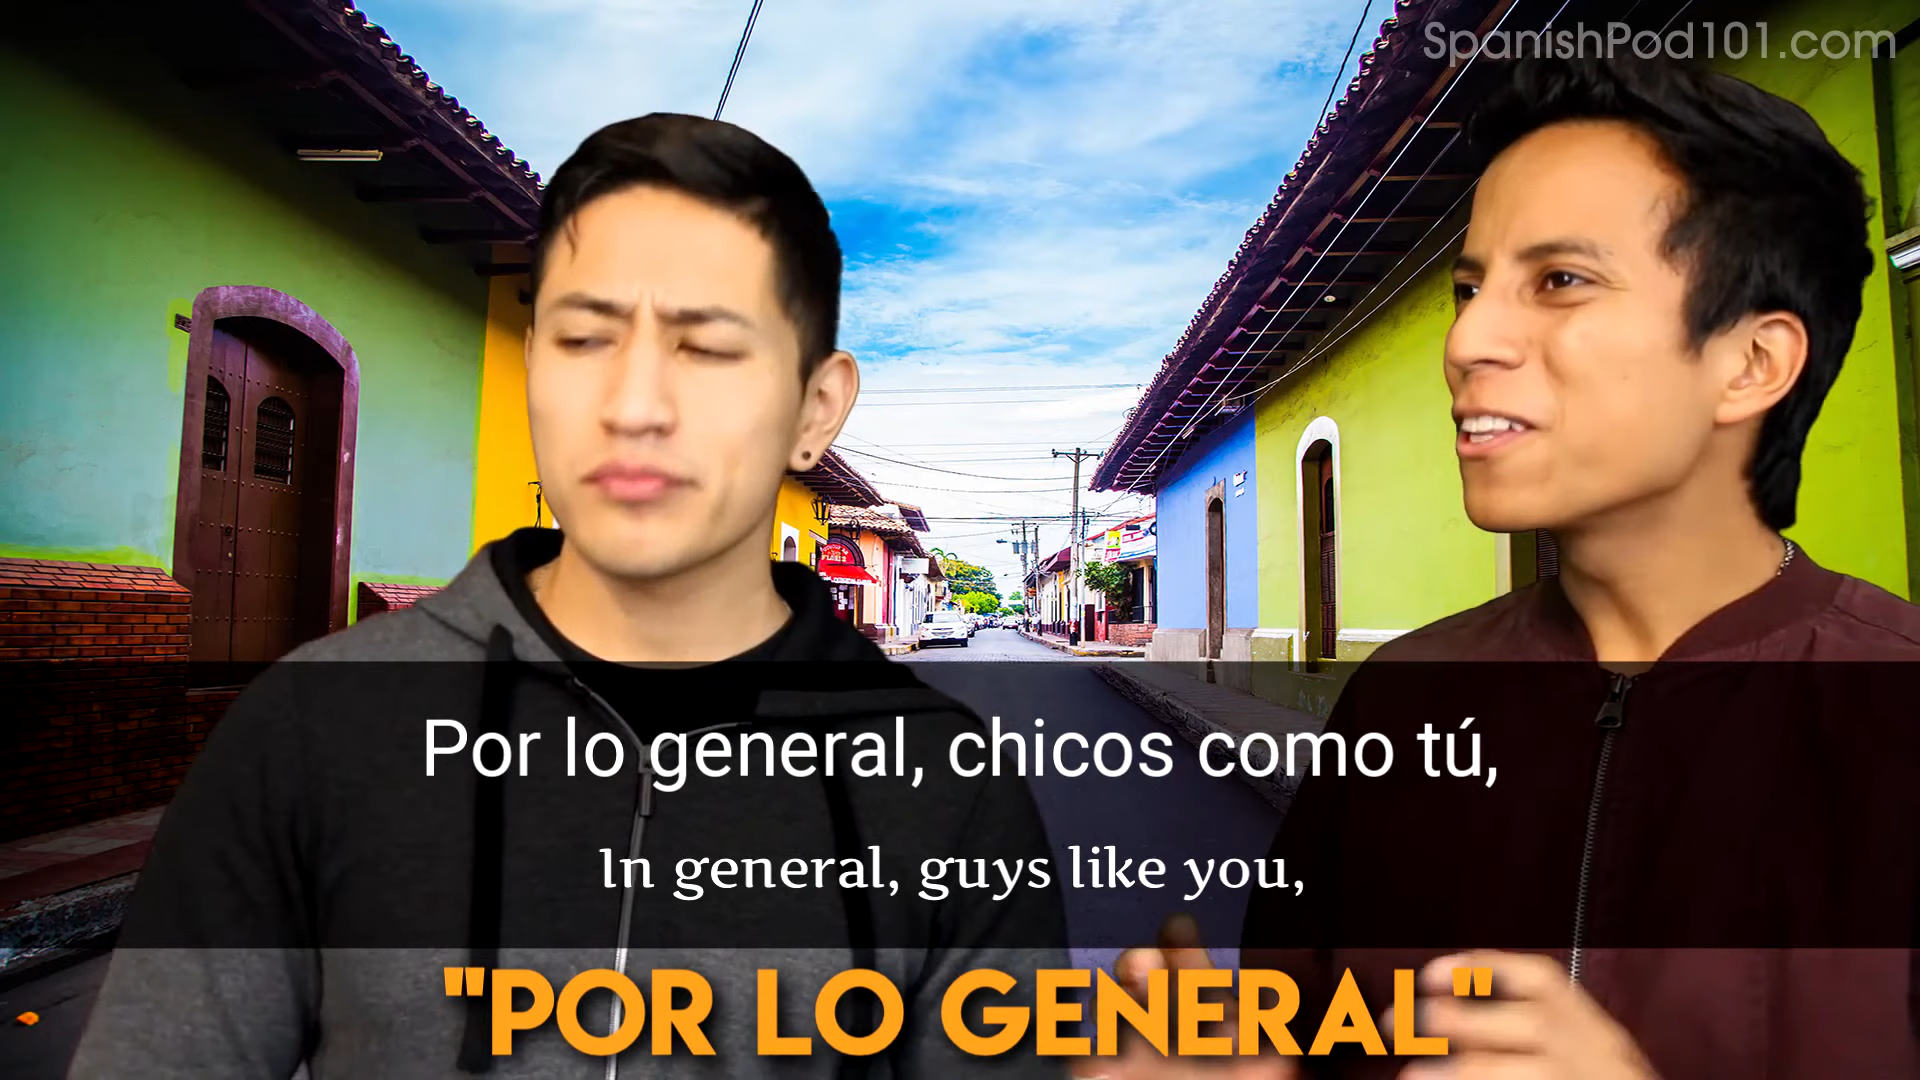 SpanishPod101.com
Por lo general, chicos como tú,
In general, guys like you,
"POR LO GENERAL"